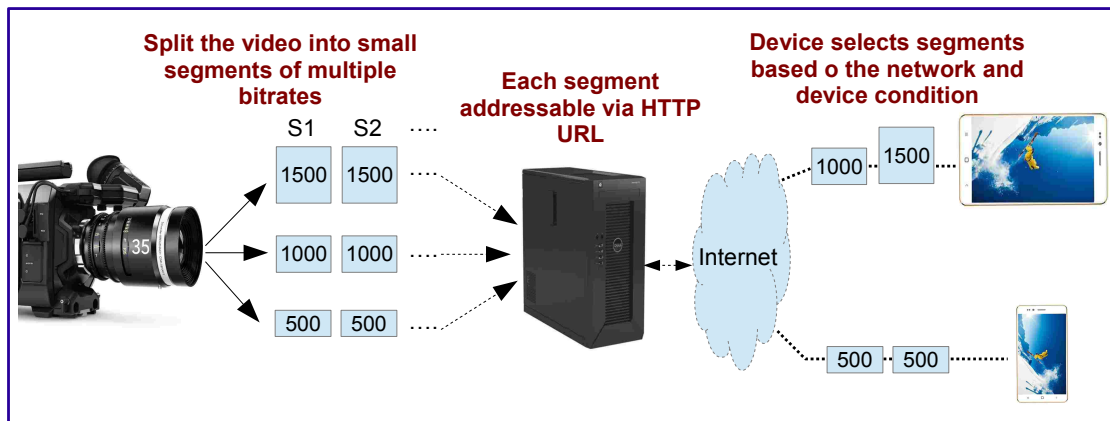 Split the video into small
segments of multiple
bitrates
S1 S2 ....
1500 1500 ....
1000 1000 ....
500 500 ....
35
Each segment
addressable via HTTP
URL
Internet
Device selects segments
based o the network and
device condition
1000 1500
500 500